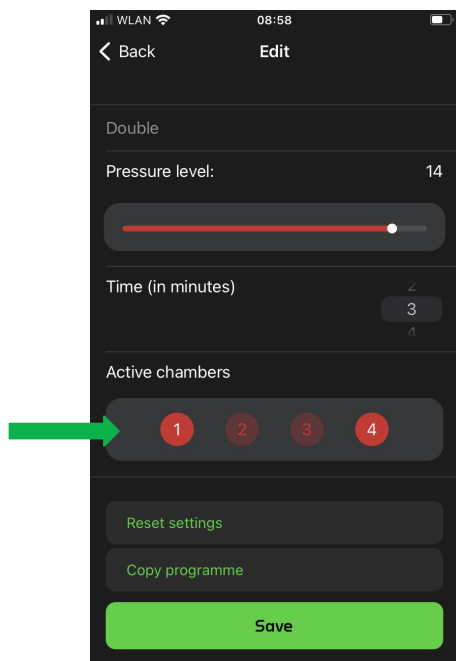 WLAN 08:58
Back Edit
Double
Pressure level: 14
2
Time (in minutes) 3
4
Active chambers
1 2 3 4
Reset settings
Copy programme
Save